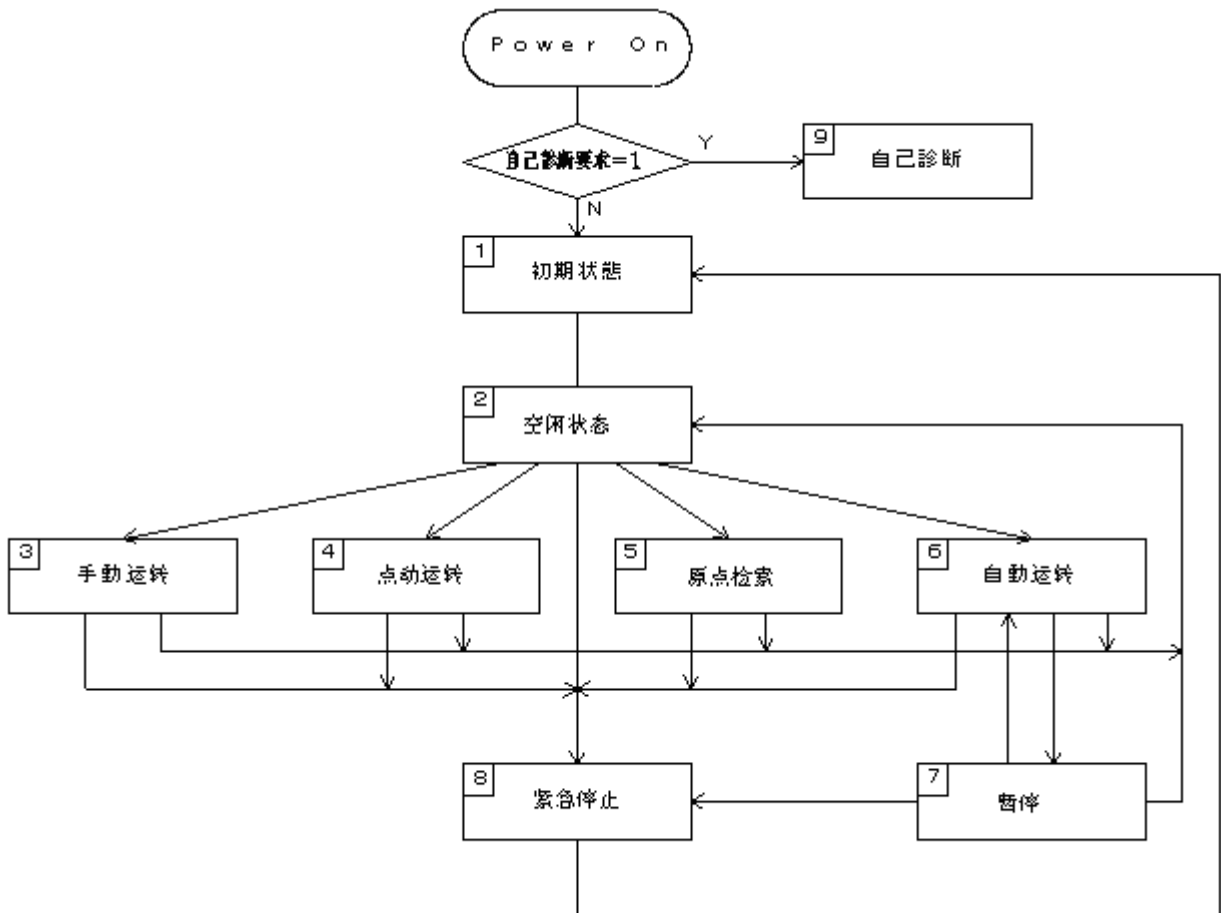 Power On
自己診断要求=1
Y
9
自己診断
N
1
初期状態
2
空闲状态
3
手動运转
4
点动运转
5
原点检索
6
自動运转
8
紧急停止
7
暫停